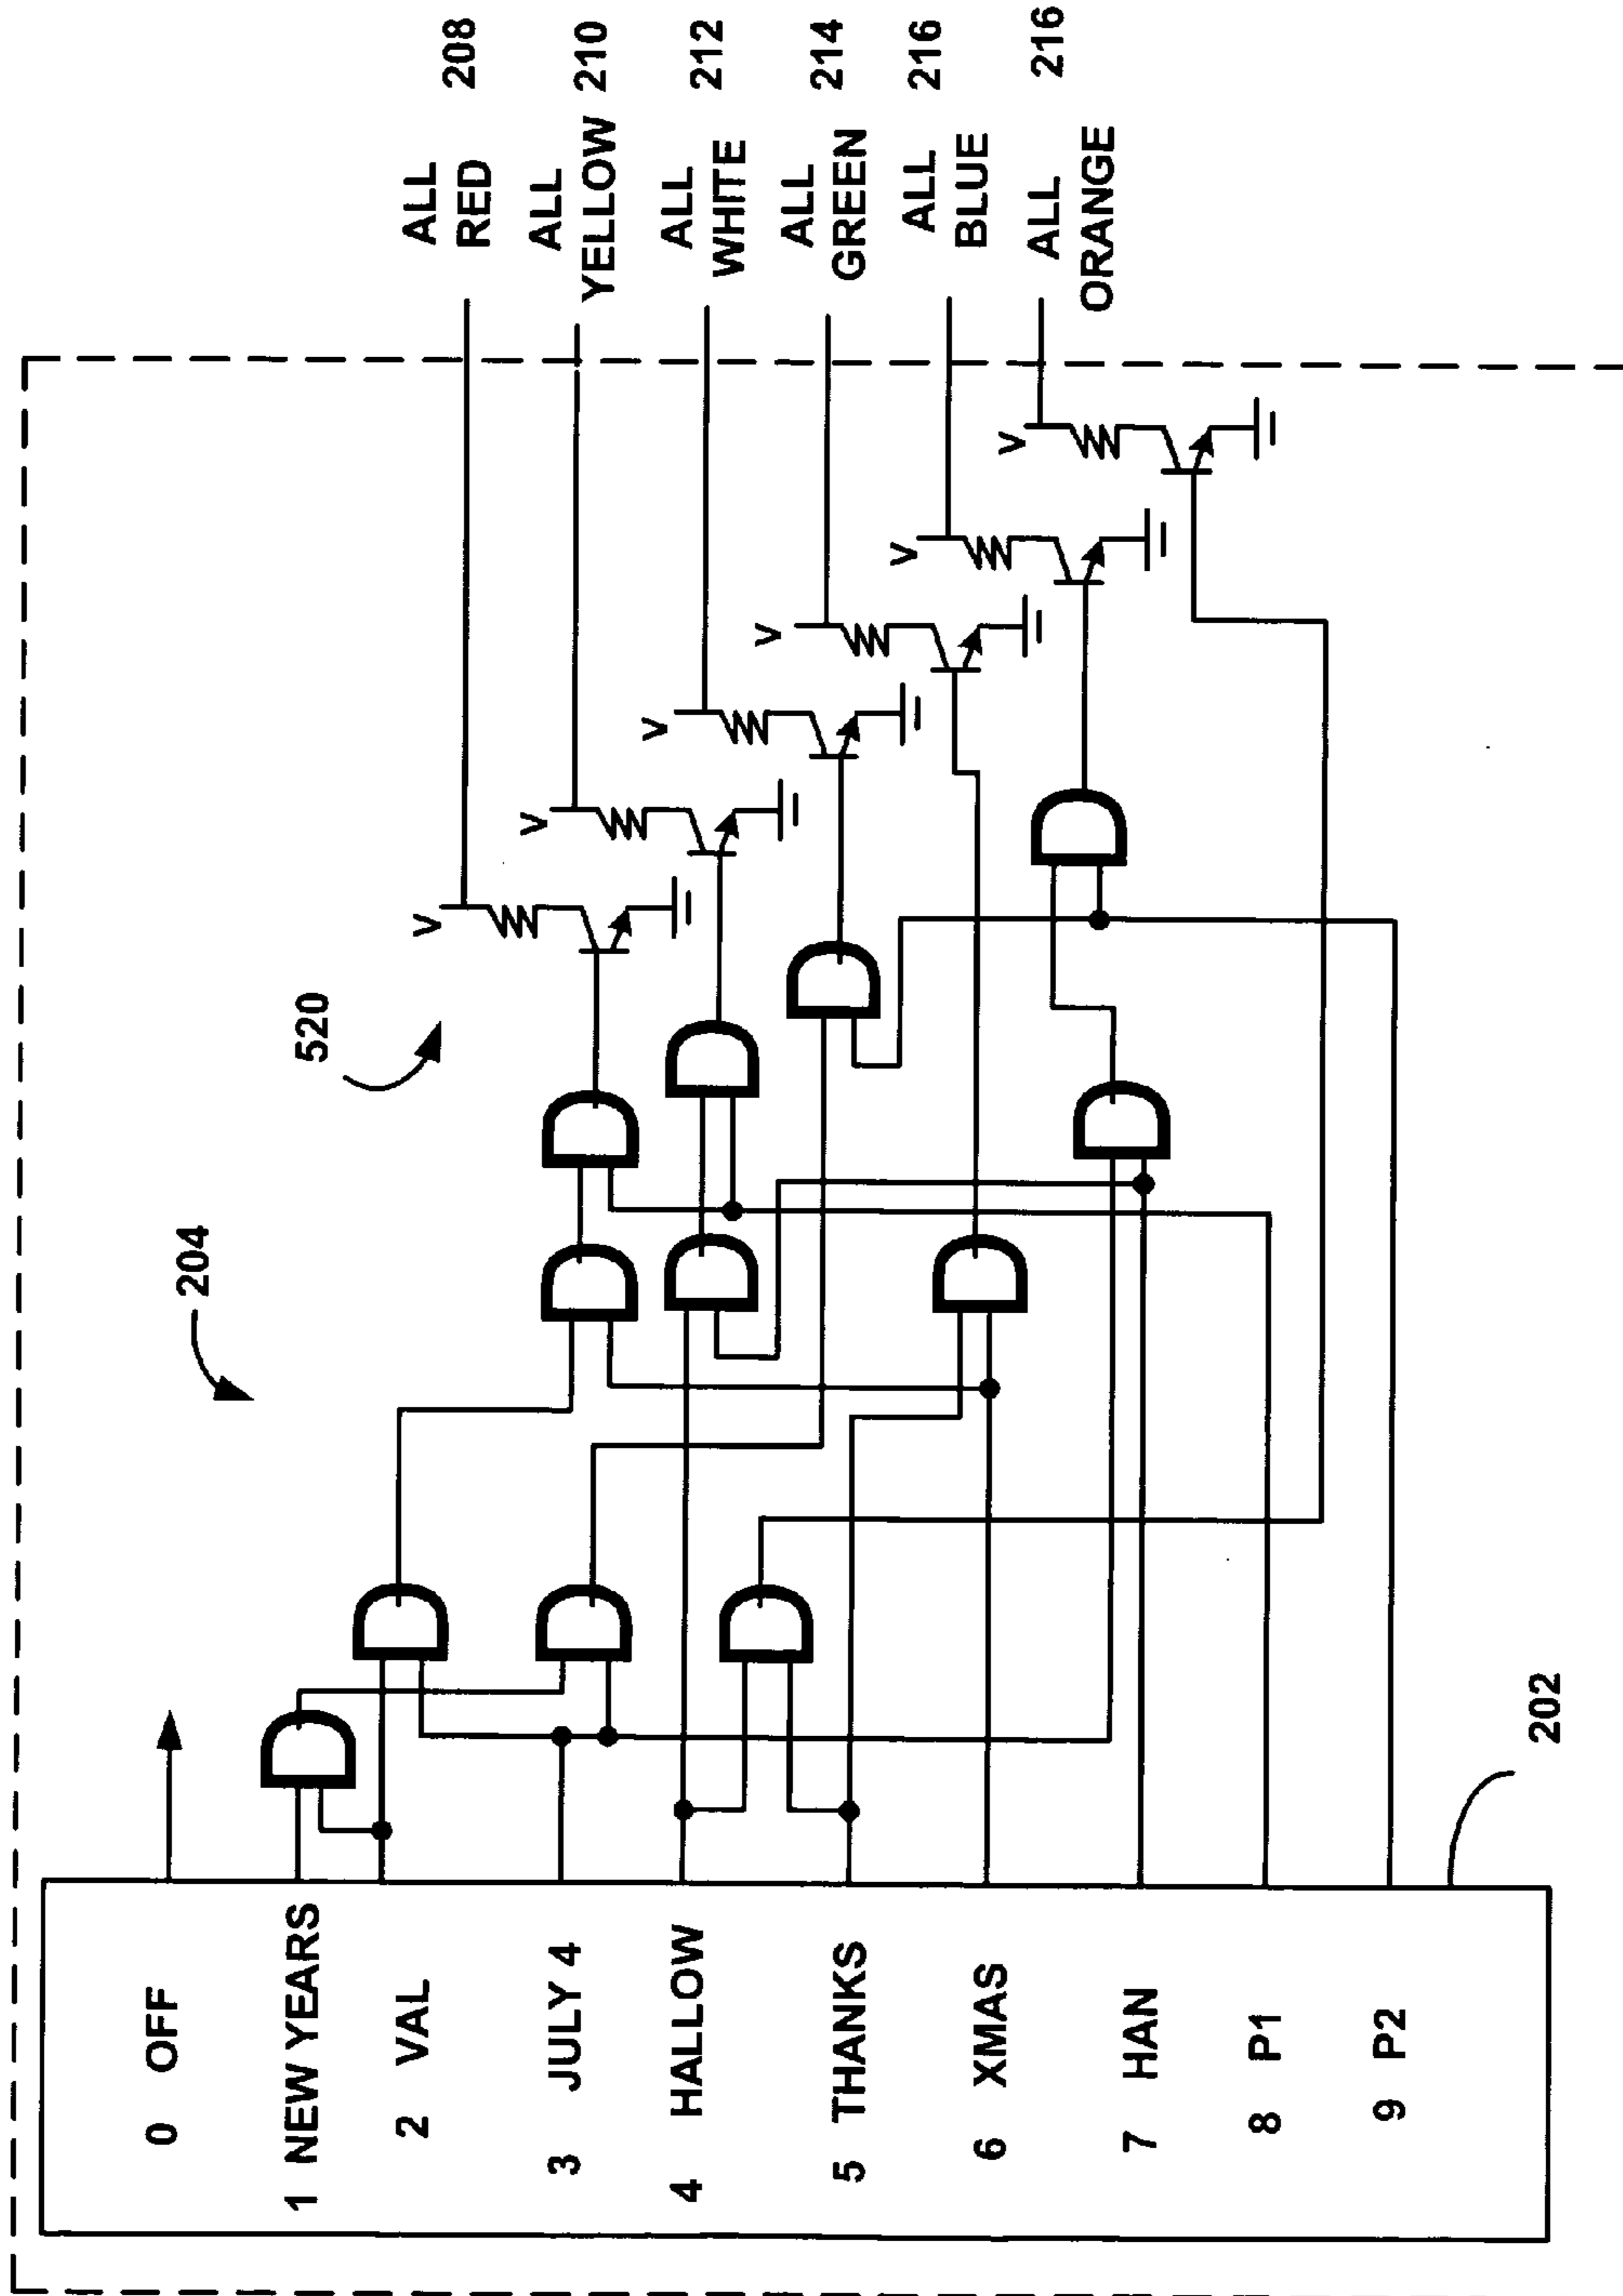 0 OFF
1 NEW YEARS
2 VAL
3 JULY 4
4 HALLOW
5 THANKS
6 XMAS
7 HAN
8 P1
9 P2
202
204
520
V
V
V
V
V
V
ALL
RED 208
ALL
YELLOW 210
ALL
WHITE 212
ALL
GREEN 214
ALL
BLUE 216
ALL
ORANGE 216